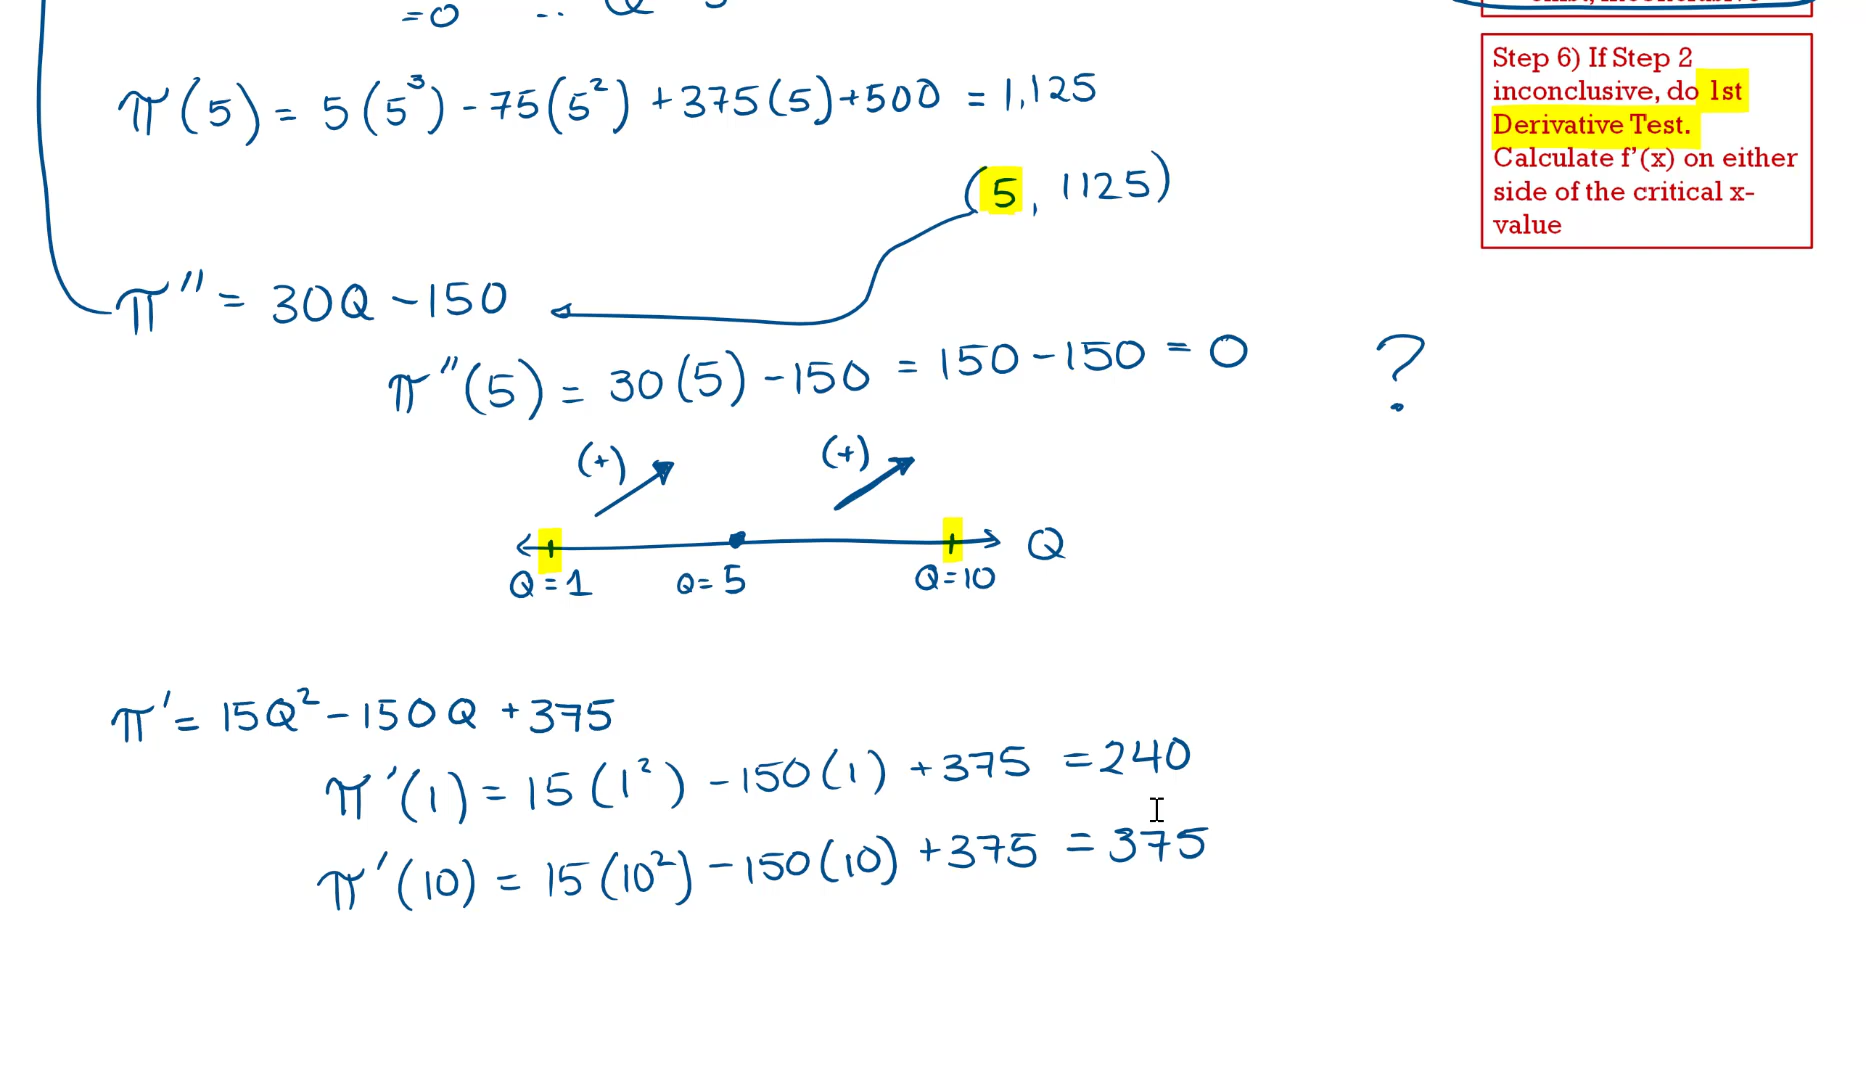 =0
π(5) = 5(5³) - 75(5²) + 375(5) + 500 = 1,125
(5, 1125)
π'' = 30Q - 150
π''(5) = 30(5) - 150 = 150 - 150 = 0 ?
(+) (+)
Q
Q = 1 Q = 5 Q = 10
π' = 15Q² - 150Q + 375
π'(1) = 15(1²) - 150(1) + 375 = 240
π'(10) = 15(10²) - 150(10) + 375 = 375
Step 6) If Step 2
inconclusive, do 1st
Derivative Test.
Calculate f'(x) on either
side of the critical x-
value